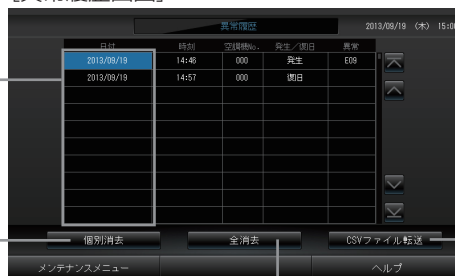 異常履歴 2013/09/19 (木) 15:00
日付 時刻 空調機No. 発生/復旧 異常
2013/09/19 14:46 000 発生 E09
2013/09/19 14:57 000 復旧
個別消去 全消去 CSVファイル転送
メンテナンスメニュー ヘルプ